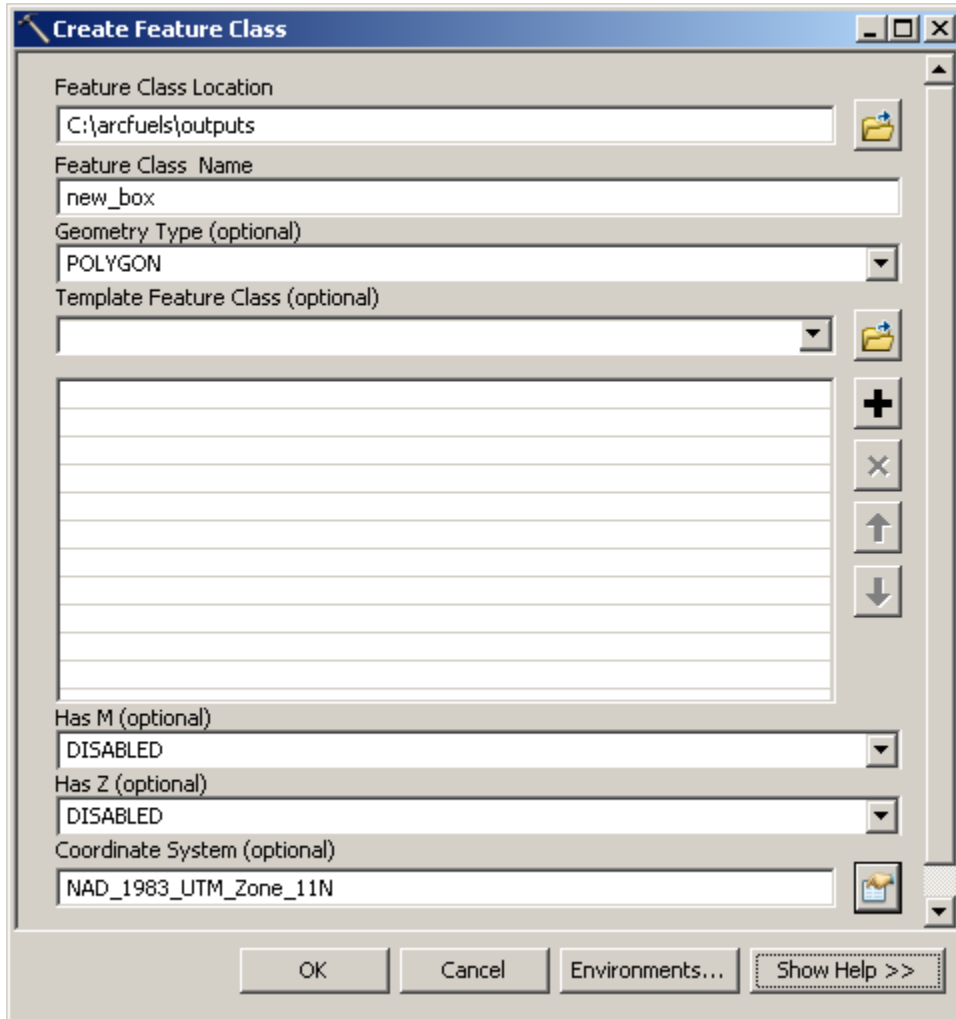 Create Feature Class
Feature Class Location
C:\arcfuels\outputs
Feature Class  Name
new_box
Geometry Type (optional)
POLYGON
Template Feature Class (optional)
Has M (optional)
DISABLED
Has Z (optional)
DISABLED
Coordinate System (optional)
NAD_1983_UTM_Zone_11N
OK
Cancel
Environments...
Show Help >>